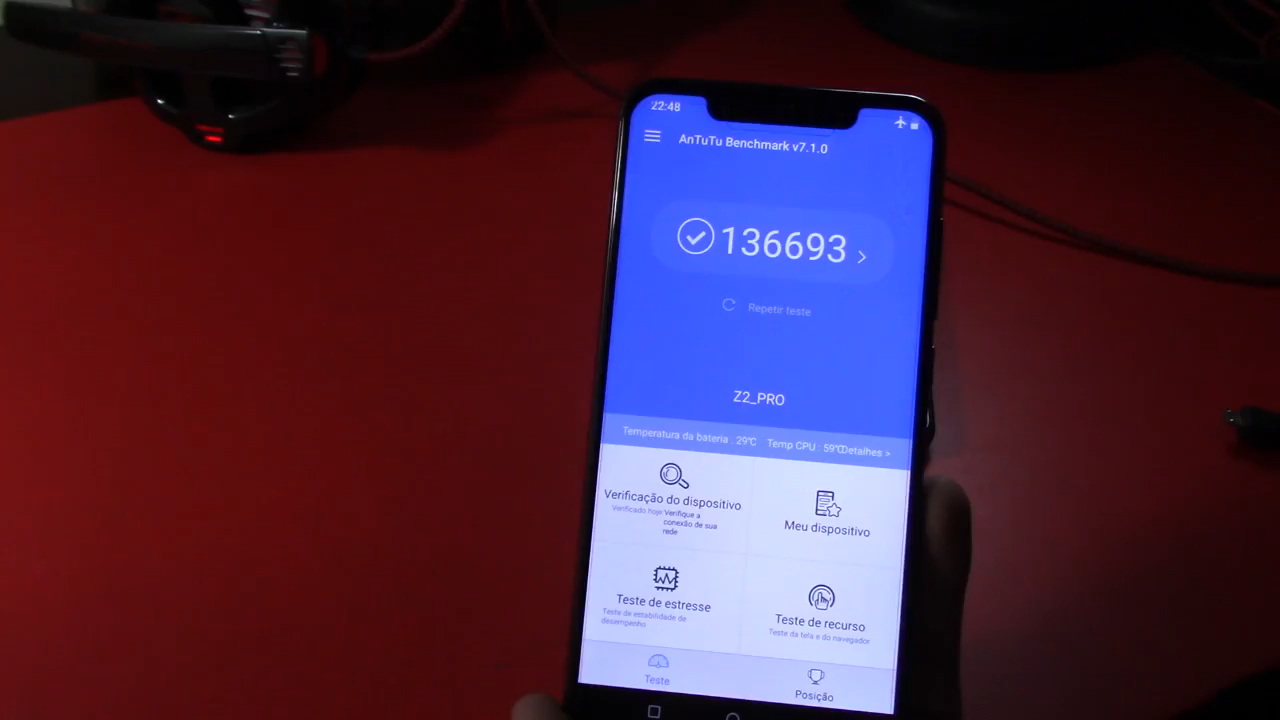 22:48
AnTuTu Benchmark v7.1.0
136693 >
Repetir teste
Z2_PRO
Temperatura da bateria : 29℃ Temp CPU : 59℃ Detalhes >
Verificação do dispositivo
Verificado hoje Verifique a
conexão de sua
rede
Meu dispositivo
Teste de estresse
Teste de estabilidade de
desempenho
Teste de recurso
Teste da tela e do navegador
Teste
Posição